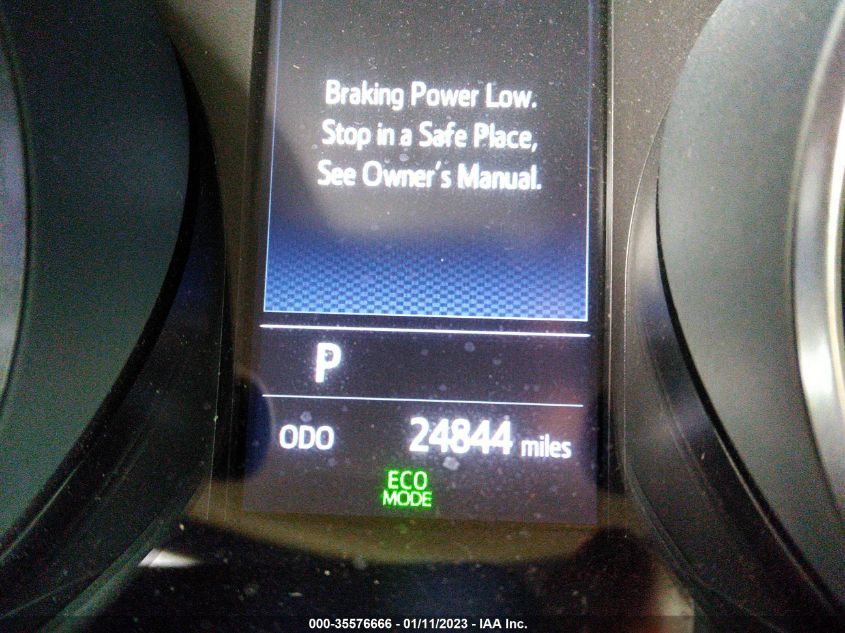 Braking Power Low.
Stop in a Safe Place,
See Owner's Manual.
P
ODO 24844 miles
ECO
MODE
000-35576666 - 01/11/2023 - IAA Inc.